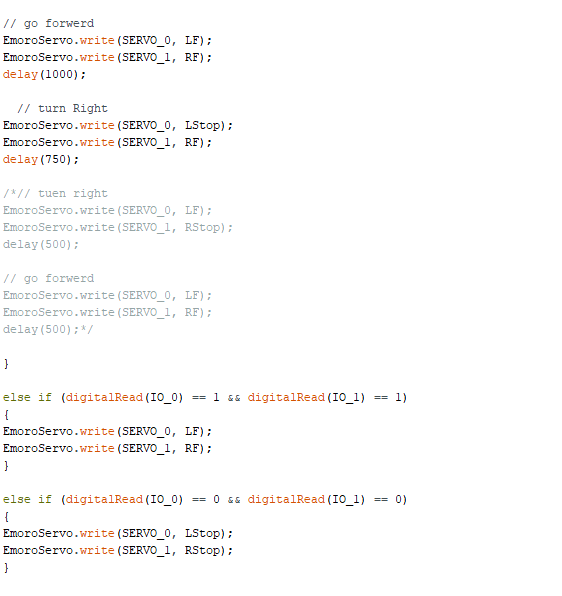 // go forwerd
EmoroServo.write(SERVO_0, LF);
EmoroServo.write(SERVO_1, RF);
delay(1000);
// turn Right
EmoroServo.write(SERVO_0, LStop);
EmoroServo.write(SERVO_1, RF);
delay(750);
/*// tuen right
EmoroServo.write(SERVO_0, LF);
EmoroServo.write(SERVO_1, RStop);
delay(500);
// go forwerd
EmoroServo.write(SERVO_0, LF);
EmoroServo.write(SERVO_1, RF);
delay(500);*/
}
else if (digitalRead(IO_0) == 1 && digitalRead(IO_1) == 1)
{
EmoroServo.write(SERVO_0, LF);
EmoroServo.write(SERVO_1, RF);
}
else if (digitalRead(IO_0) == 0 && digitalRead(IO_1) == 0)
{
EmoroServo.write(SERVO_0, LStop);
EmoroServo.write(SERVO_1, RStop);
}